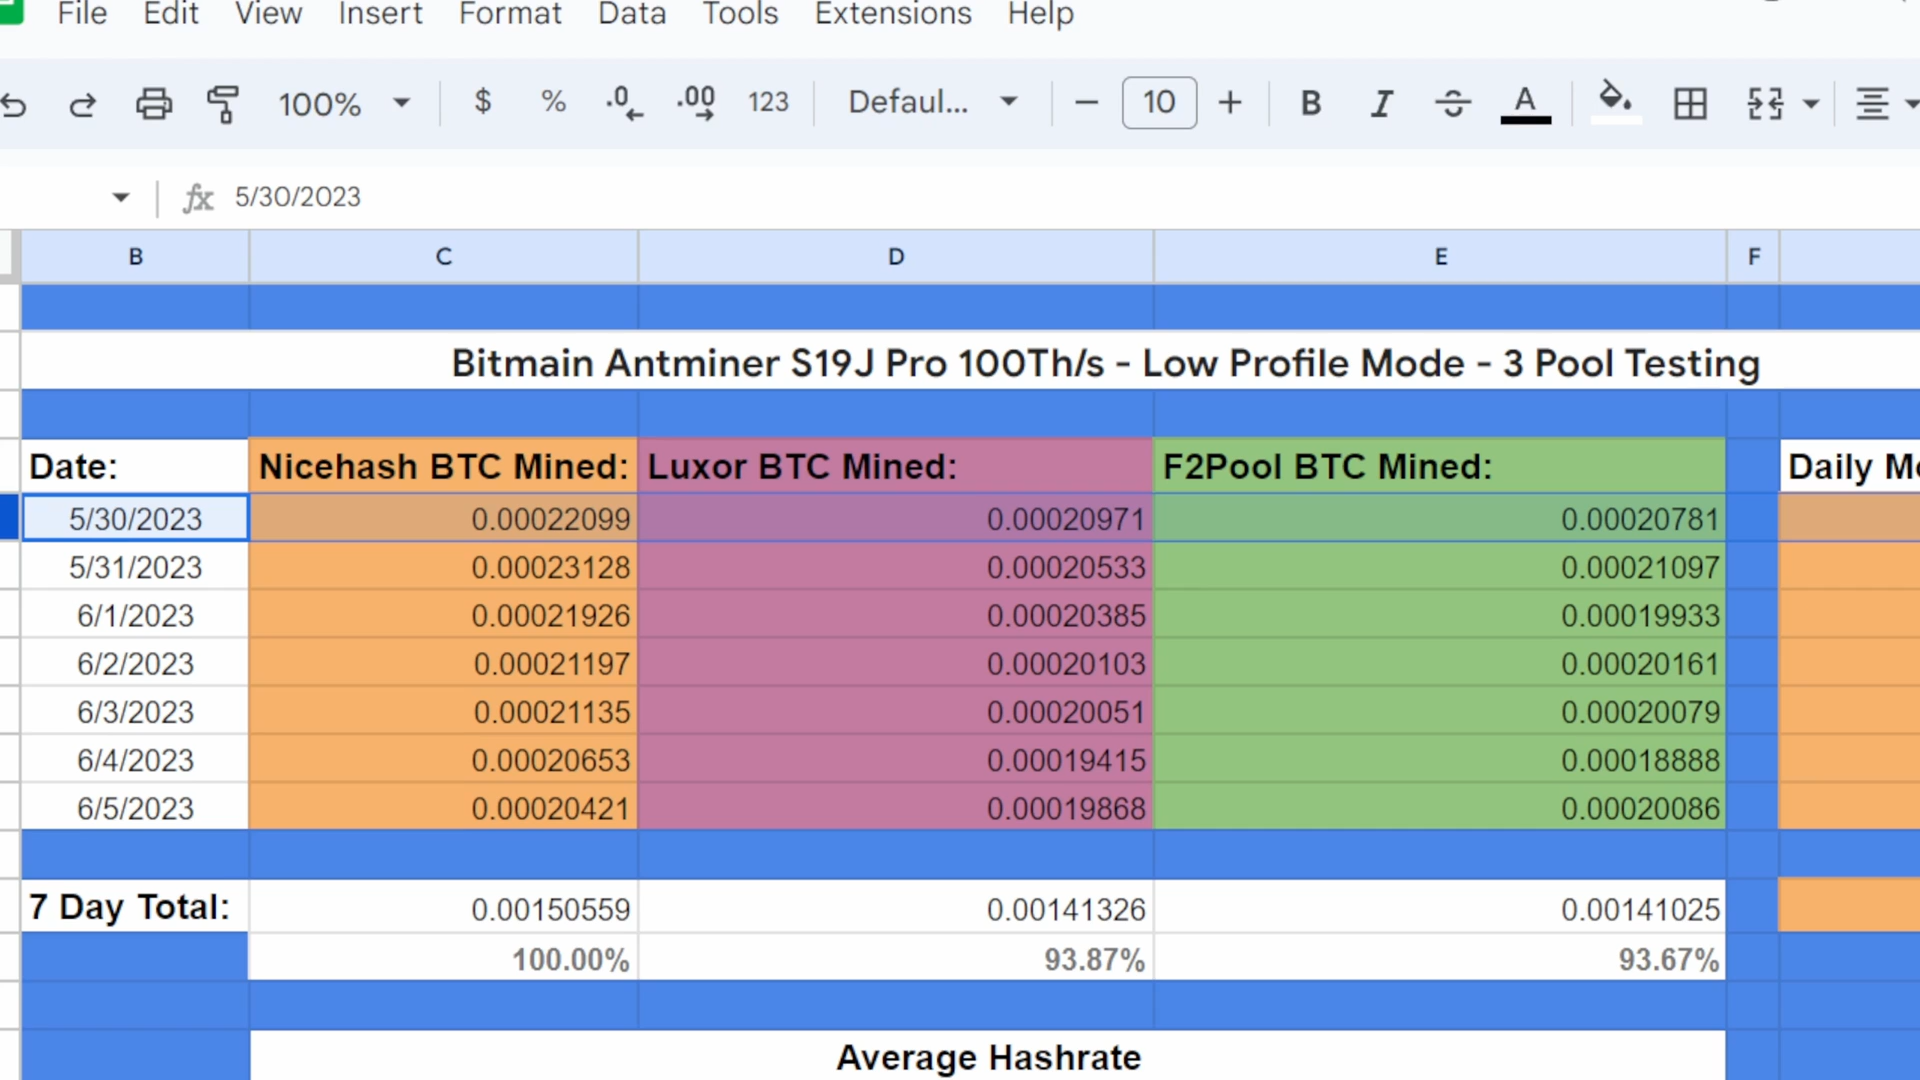 File Edit View Insert Format Data Tools Extensions Help
100% $ % .0 .00 123 Defaul... 10 B I A
fx 5/30/2023
B C D E F
Bitmain Antminer S19J Pro 100Th/s - Low Profile Mode - 3 Pool Testing
Date: Nicehash BTC Mined: Luxor BTC Mined: F2Pool BTC Mined: Daily
5/30/2023 0.00022099 0.00020971 0.00020781
5/31/2023 0.00023128 0.00020533 0.00021097
6/1/2023 0.00021926 0.00020385 0.00019933
6/2/2023 0.00021197 0.00020103 0.00020161
6/3/2023 0.00021135 0.00020051 0.00020079
6/4/2023 0.00020653 0.00019415 0.00018888
6/5/2023 0.00020421 0.00019868 0.00020086
7 Day Total: 0.00150559 0.00141326 0.00141025
100.00% 93.87% 93.67%
Average Hashrate